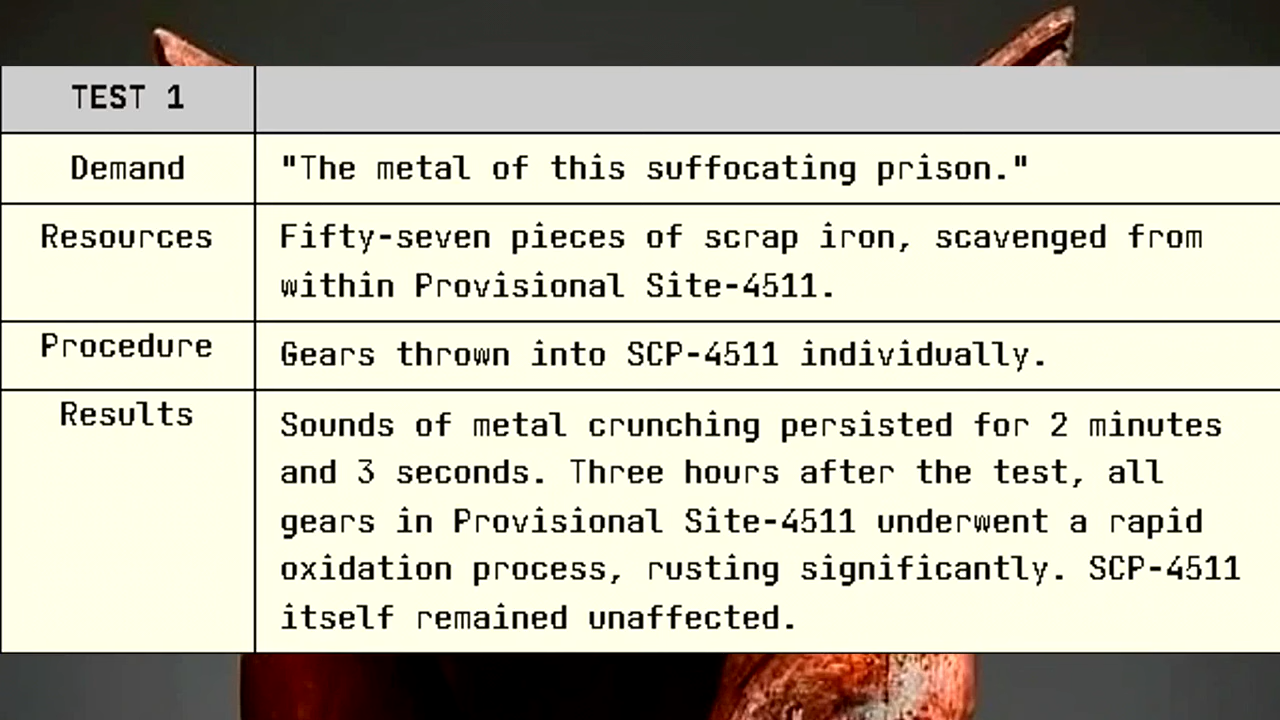 TEST 1
Demand
"The metal of this suffocating prison."
Resources
Fifty-seven pieces of scrap iron, scavenged from
within Provisional Site-4511.
Procedure
Gears thrown into SCP-4511 individually.
Results
Sounds of metal crunching persisted for 2 minutes
and 3 seconds. Three hours after the test, all
gears in Provisional Site-4511 underwent a rapid
oxidation process, rusting significantly. SCP-4511
itself remained unaffected.